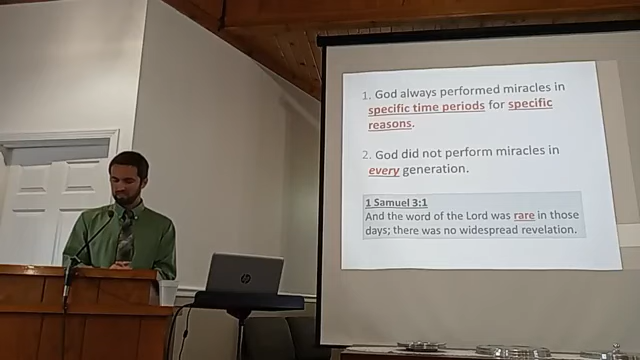 1. God always performed miracles in
specific time periods for specific
reasons.
2. God did not perform miracles in
every generation.
1 Samuel 3:1
And the word of the Lord was rare in those
days; there was no widespread revelation.
hp